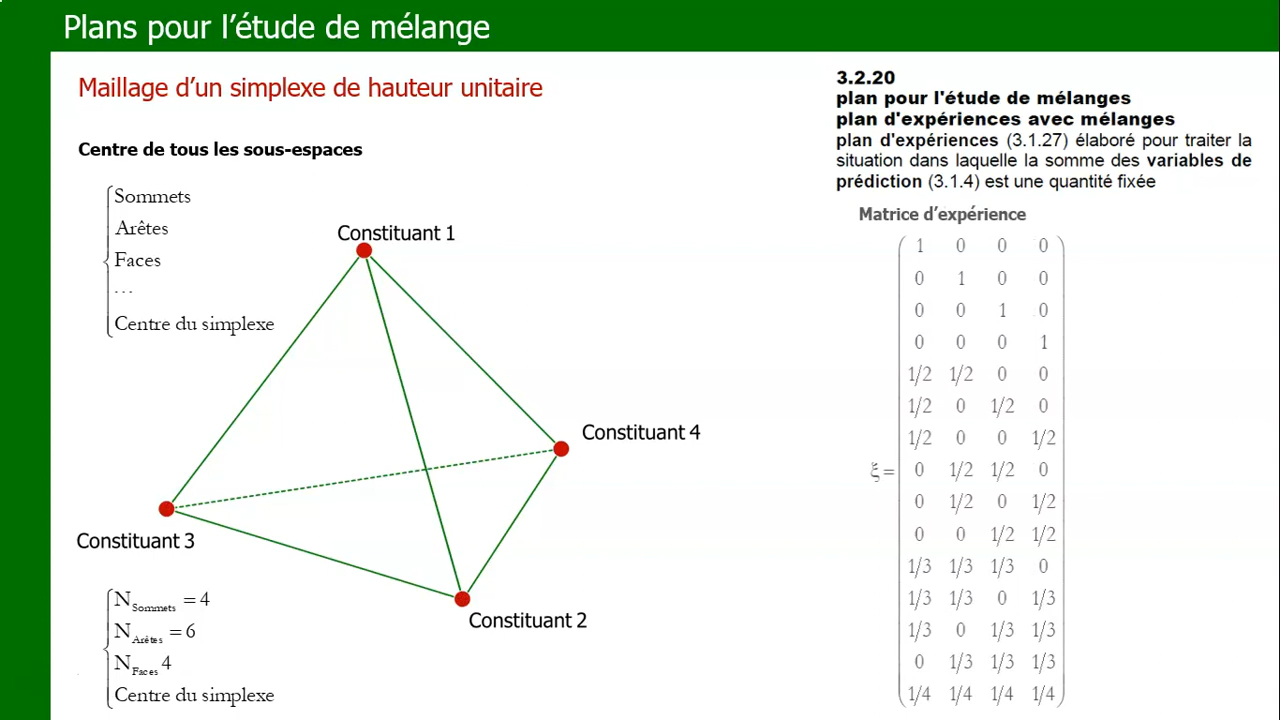 Plans pour l’étude de mélange
Maillage d’un simplexe de hauteur unitaire
Centre de tous les sous-espaces
Sommets
Arêtes
Faces
...
Centre du simplexe
Constituant 1
Constituant 4
Constituant 3
Constituant 2
N Sommets = 4
N Arêtes = 6
N Faces 4
Centre du simplexe
3.2.20
plan pour l'étude de mélanges
plan d'expériences avec mélanges
plan d'expériences (3.1.27) élaboré pour traiter la
situation dans laquelle la somme des variables de
prédiction (3.1.4) est une quantité fixée
Matrice d’expérience
1 0 0 0
0 1 0 0
0 0 1 0
0 0 0 1
1/2 1/2 0 0
1/2 0 1/2 0
1/2 0 0 1/2
ξ = 0 1/2 1/2 0
0 1/2 0 1/2
0 0 1/2 1/2
1/3 1/3 1/3 0
1/3 1/3 0 1/3
1/3 0 1/3 1/3
0 1/3 1/3 1/3
1/4 1/4 1/4 1/4